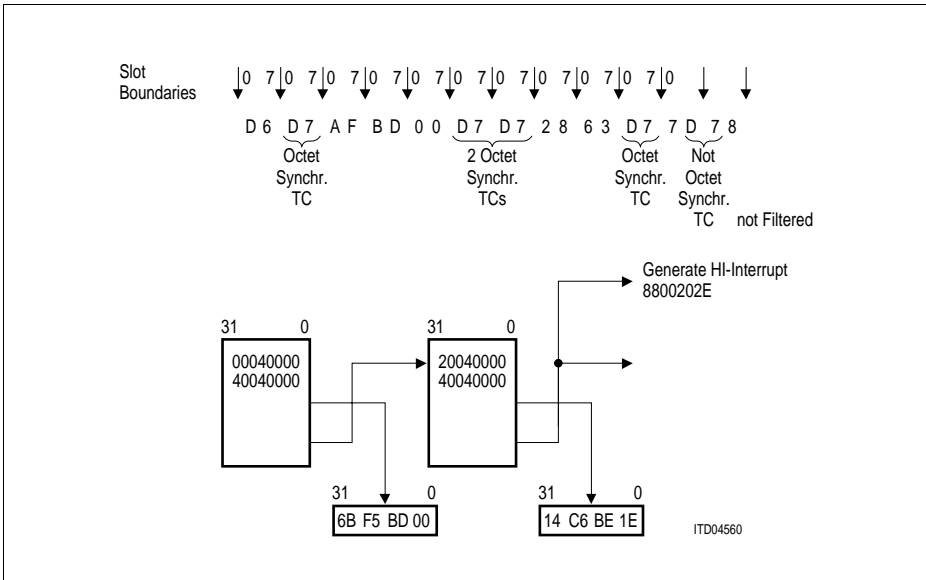 Slot
Boundaries
0 7 0 7 0 7 0 7 0 7 0 7 0 7 0 7 0 7 0 7 0
D 6 D 7 A F B D 0 0 D 7 D 7 2 8 6 3 D 7 7 D 7 8
Octet
Synchr.
TC
2 Octet
Synchr.
TCs
Octet
Synchr.
TC
Not
Octet
Synchr.
TC not Filtered
Generate HI-Interrupt
8800202E
31 0
00040000
40040000
31 0
20040000
40040000
31 0
6B F5 BD 00
31 0
14 C6 BE 1E
ITD04560